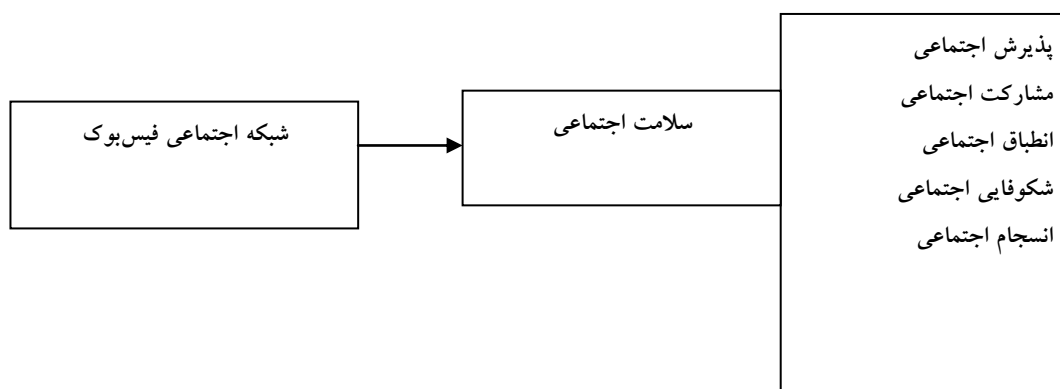 پذیرش اجتماعی
مشارکت اجتماعی
انطباق اجتماعی
شکوفایی اجتماعی
انسجام اجتماعی
سلامت اجتماعی
شبکه اجتماعی فیس‌بوک